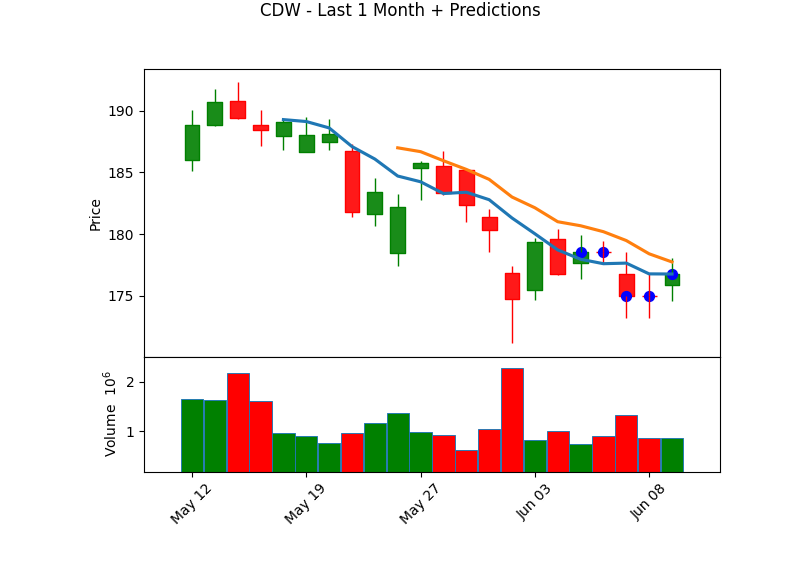 CDW - Last 1 Month + Predictions
Price
190
185
180
175
Volume 10^6
2
1
May 12
May 19
May 27
Jun 03
Jun 08